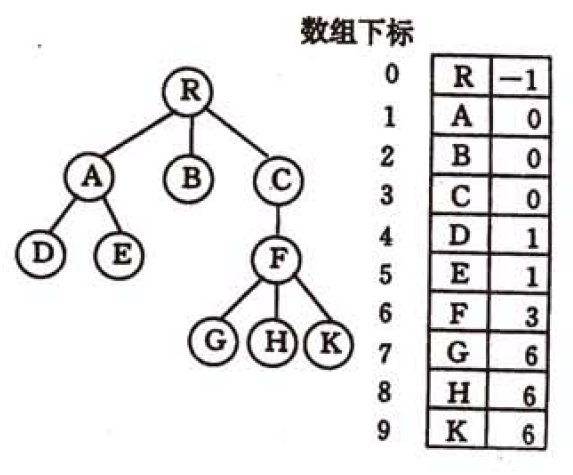 数组下标
R
A B C
D E F
G H K
0 R -1
1 A 0
2 B 0
3 C 0
4 D 1
5 E 1
6 F 3
7 G 6
8 H 6
9 K 6